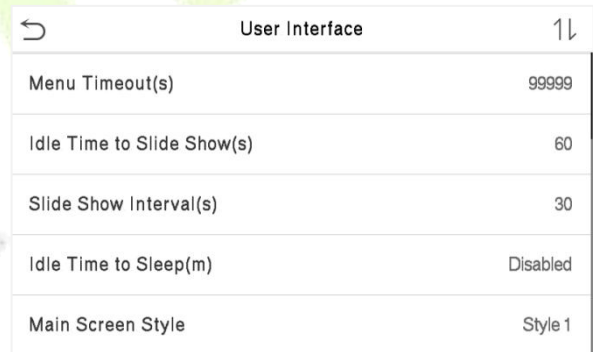 User Interface
Menu Timeout(s) 99999
Idle Time to Slide Show(s) 60
Slide Show Interval(s) 30
Idle Time to Sleep(m) Disabled
Main Screen Style Style 1